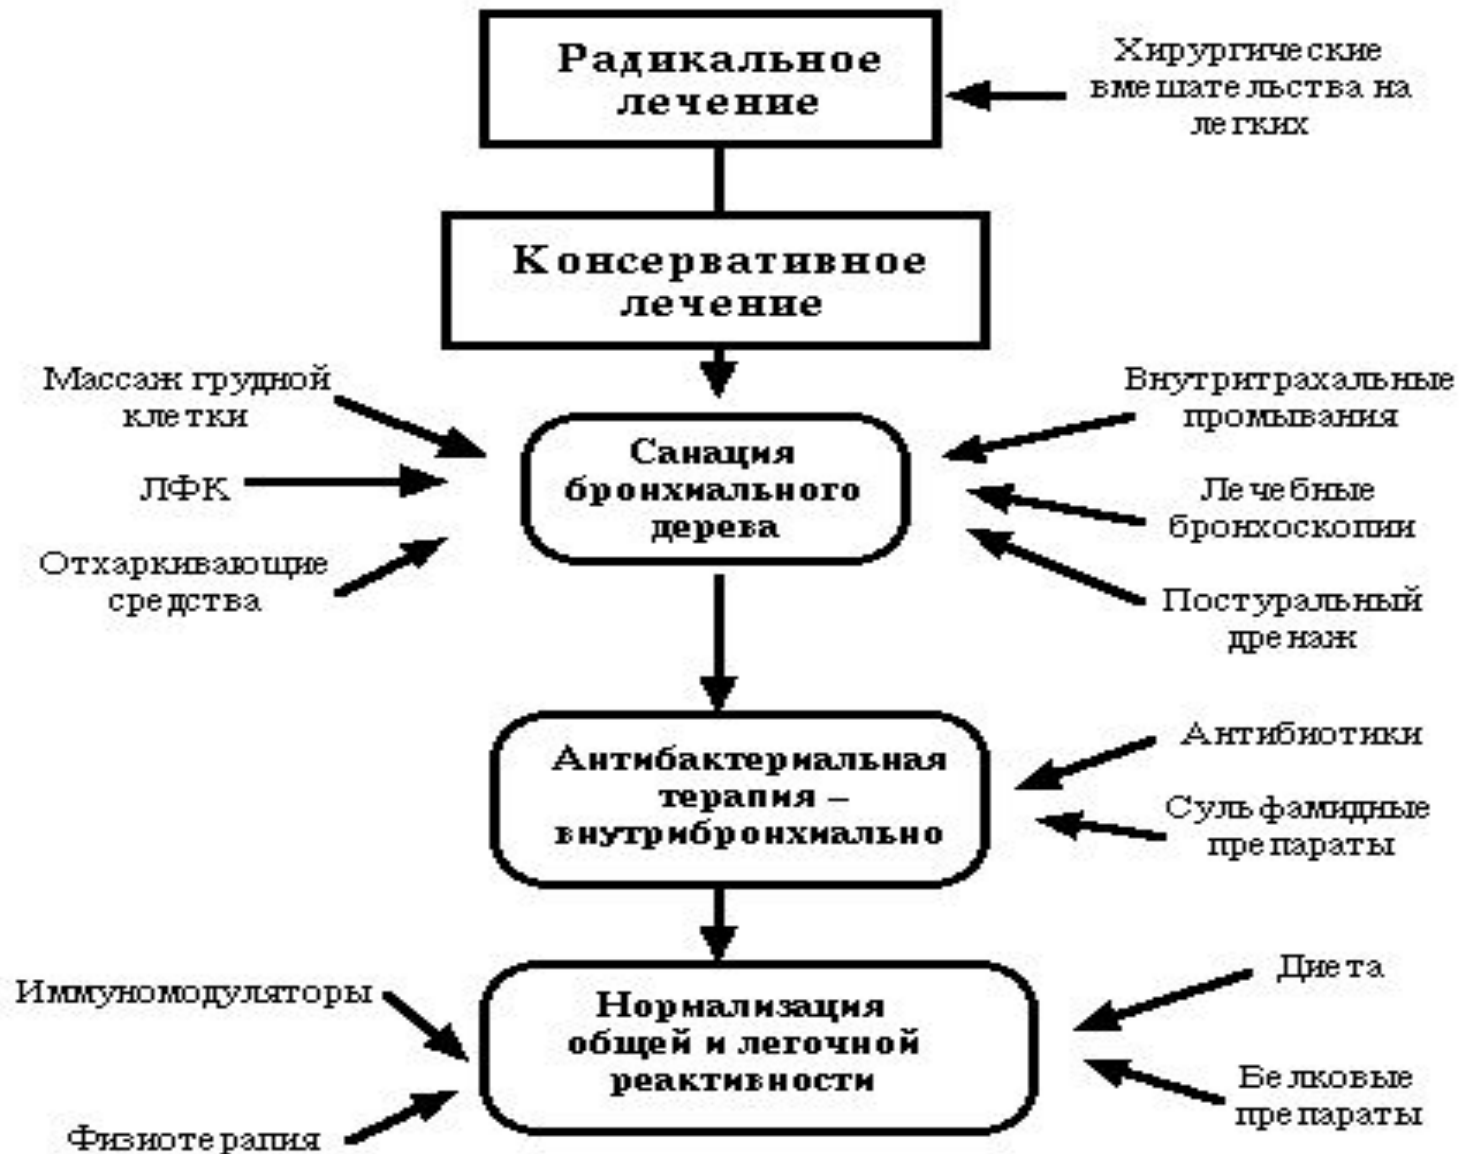 Радикальное
лечение
Хирургические
вмешательства на
легких
Консервативное
лечение
Массаж грудной
клетки
ЛФК
Отхаркивающие
средства
Санация
бронхиального
дерева
Внутритрахальные
промывания
Лечебные
бронхоскопии
Постуральный
дренаж
Антибактериальная
терапия –
внутрибронхиально
Антибиотики
Сульфамидные
препараты
Иммуномодуляторы
Физиотерапия
Нормализация
общей и легочной
реактивности
Диета
Белковые
препараты